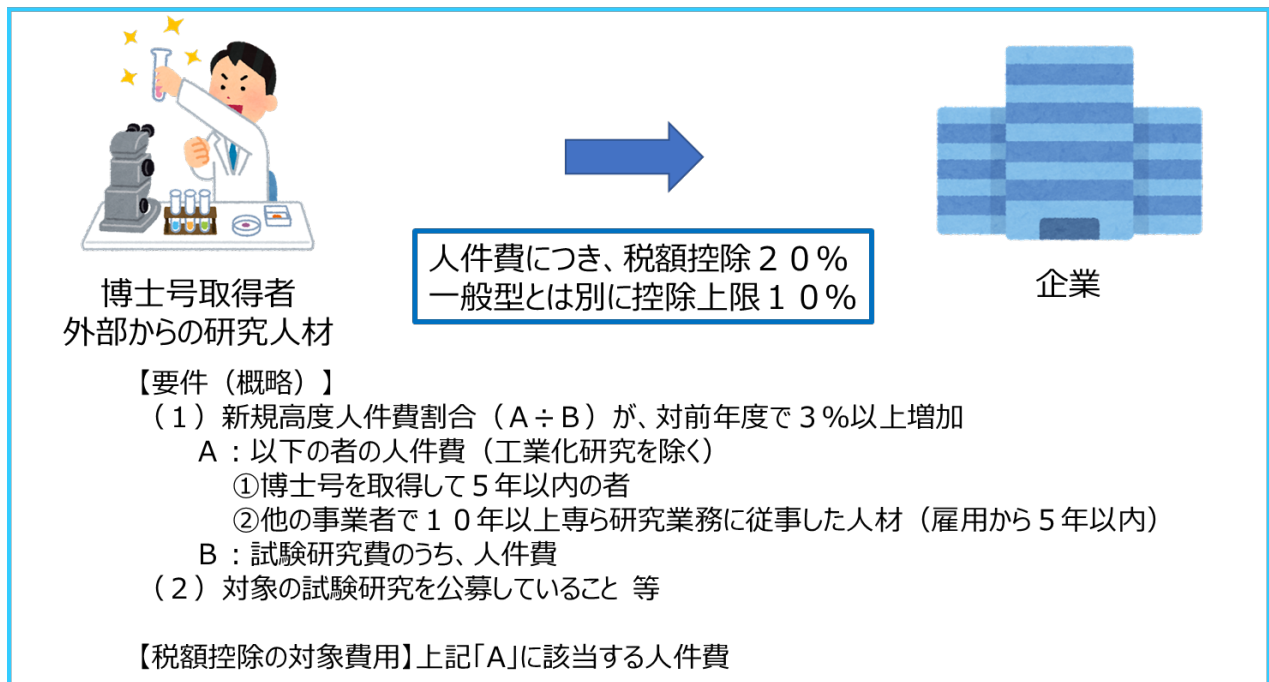 博士号取得者
外部からの研究人材
人件費につき、税額控除２０％
一般型とは別に控除上限１０％
企業
【要件（概略）】
（１）新規高度人件費割合（Ａ÷Ｂ）が、対前年度で３％以上増加
Ａ：以下の者の人件費（工業化研究を除く）
①博士号を取得して５年以内の者
②他の事業者で１０年以上専ら研究業務に従事した人材（雇用から５年以内）
Ｂ：試験研究費のうち、人件費
（２）対象の試験研究を公募していること 等
【税額控除の対象費用】上記「Ａ」に該当する人件費